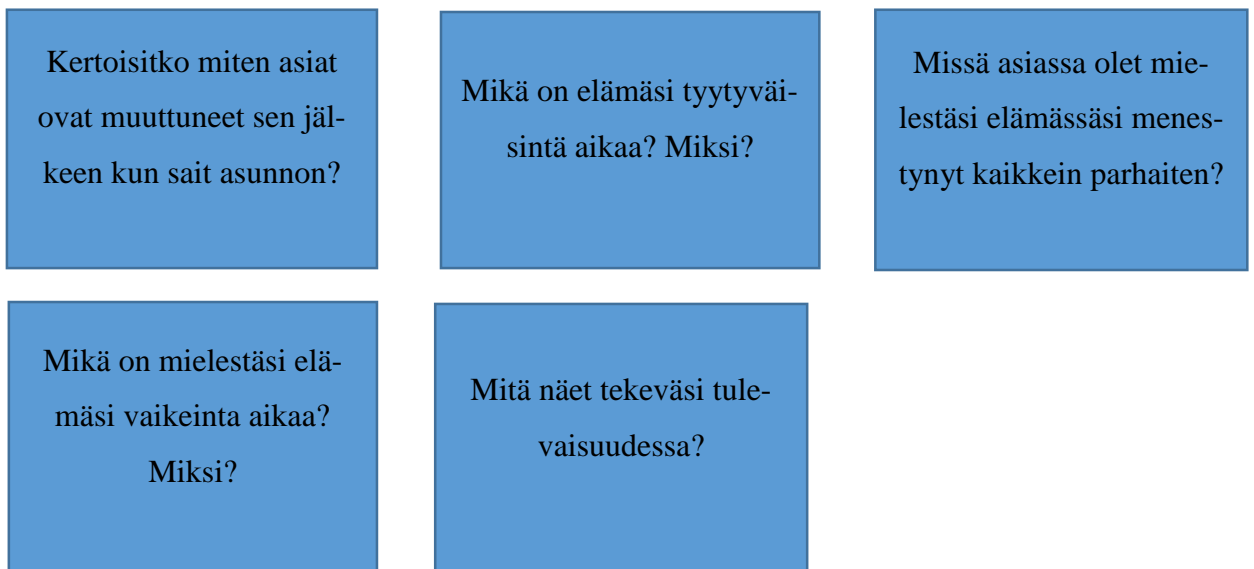 Kertoisitko miten asiat
ovat muuttuneet sen jäl-
keen kun sait asunnon?
Mikä on elämäsi tyytyväi-
sintä aikaa? Miksi?
Missä asiassa olet mie-
lestäsi elämässäsi menes-
tynyt kaikkein parhaiten?
Mikä on mielestäsi elä-
mäsi vaikeinta aikaa?
Miksi?
Mitä näet tekeväsi tule-
vaisuudessa?